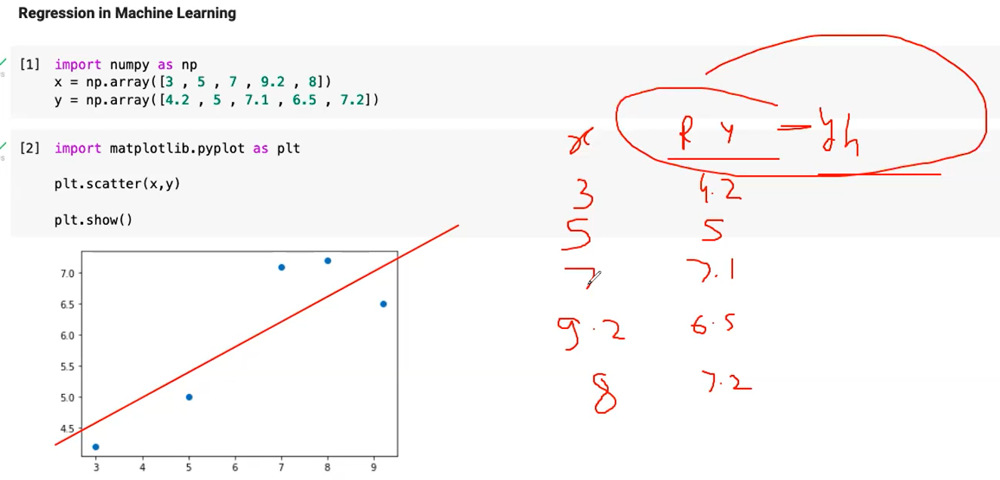 Regression in Machine Learning
[1] import numpy as np
x = np.array([3 , 5 , 7 , 9.2 , 8])
y = np.array([4.2 , 5 , 7.1 , 6.5 , 7.2])
[2] import matplotlib.pyplot as plt
plt.scatter(x,y)
plt.show()
7.0
6.5
6.0
5.5
5.0
4.5
3 4 5 6 7 8 9
x R y = yh
3 4.2
5 5
7 7.1
9.2 6.5
8 7.2